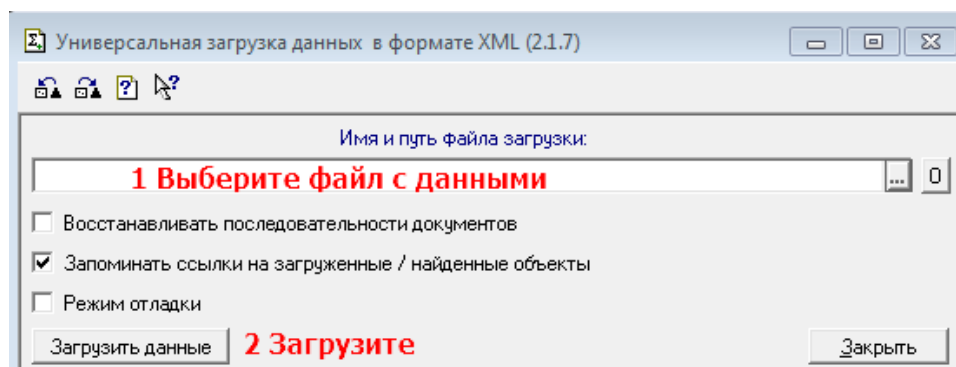 Универсальная загрузка данных в формате XML (2.1.7)
Имя и путь файла загрузки:
1 Выберите файл с данными
... 0
Восстанавливать последовательности документов
Запоминать ссылки на загруженные / найденные объекты
Режим отладки
Загрузить данные 2 Загрузите Закрыть